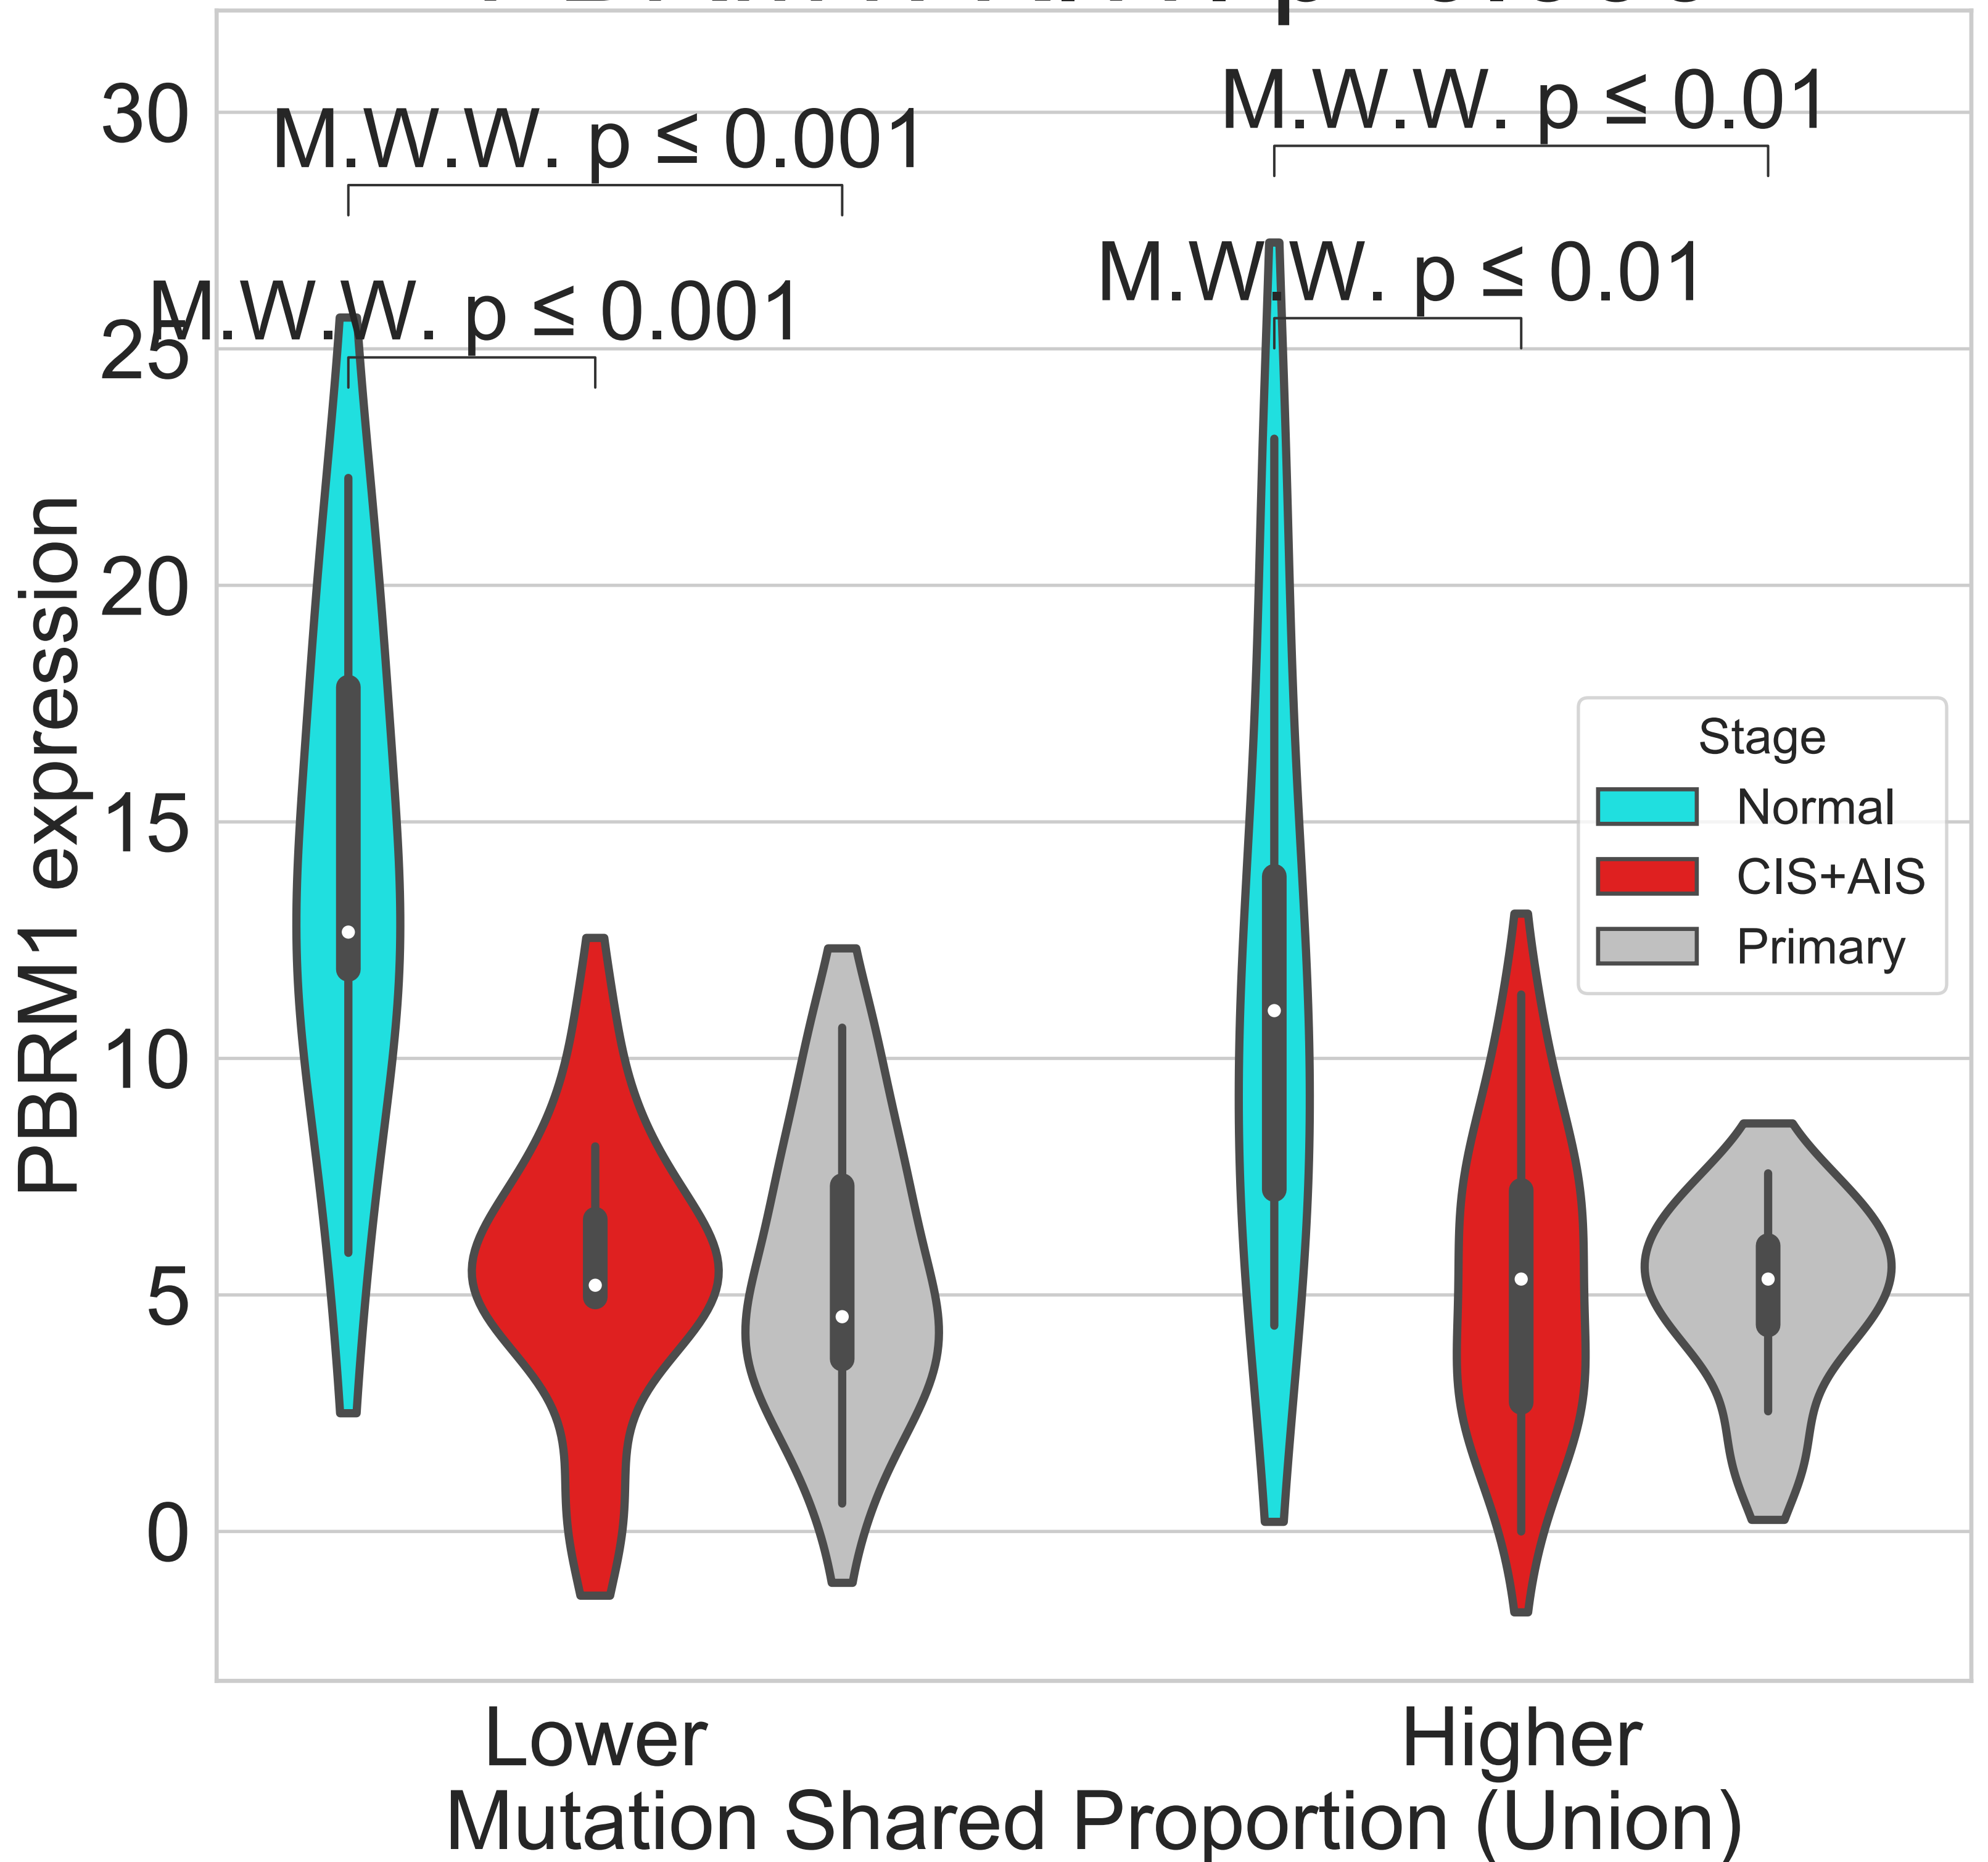 30
M.W.W. p ≤ 0.01
M.W.W. p ≤ 0.001
M.W.W. p ≤ 0.01
M.W.W. p ≤ 0.001
25
20
15
10
5
0
PBRM1 expression
Stage
Normal
CIS+AIS
Primary
Lower
Higher
Mutation Shared Proportion (Union)